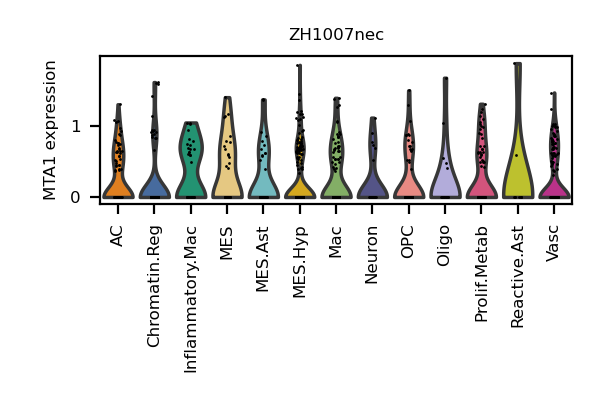 ZH1007nec
MTA1 expression
1
0
AC
Chromatin.Reg
Inflammatory.Mac
MES
MES.Ast
MES.Hyp
Mac
Neuron
OPC
Oligo
Prolif.Metab
Reactive.Ast
Vasc